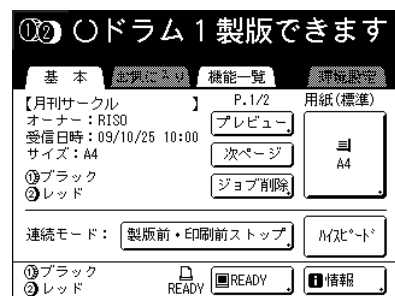 ①② ○ドラム1製版できます
基本 お気に入り 機能一覧 環境設定
【月刊サークル 】 P.1/2 用紙(標準)
オーナー:RISO プレビュー
受信日時:09/10/25 10:00
サイズ:A4 次ページ A4
①ブラック ジョブ削除
②レッド
連続モード: 製版前・印刷前ストップ ハイスピード
①ブラック
②レッド READY READY 情報